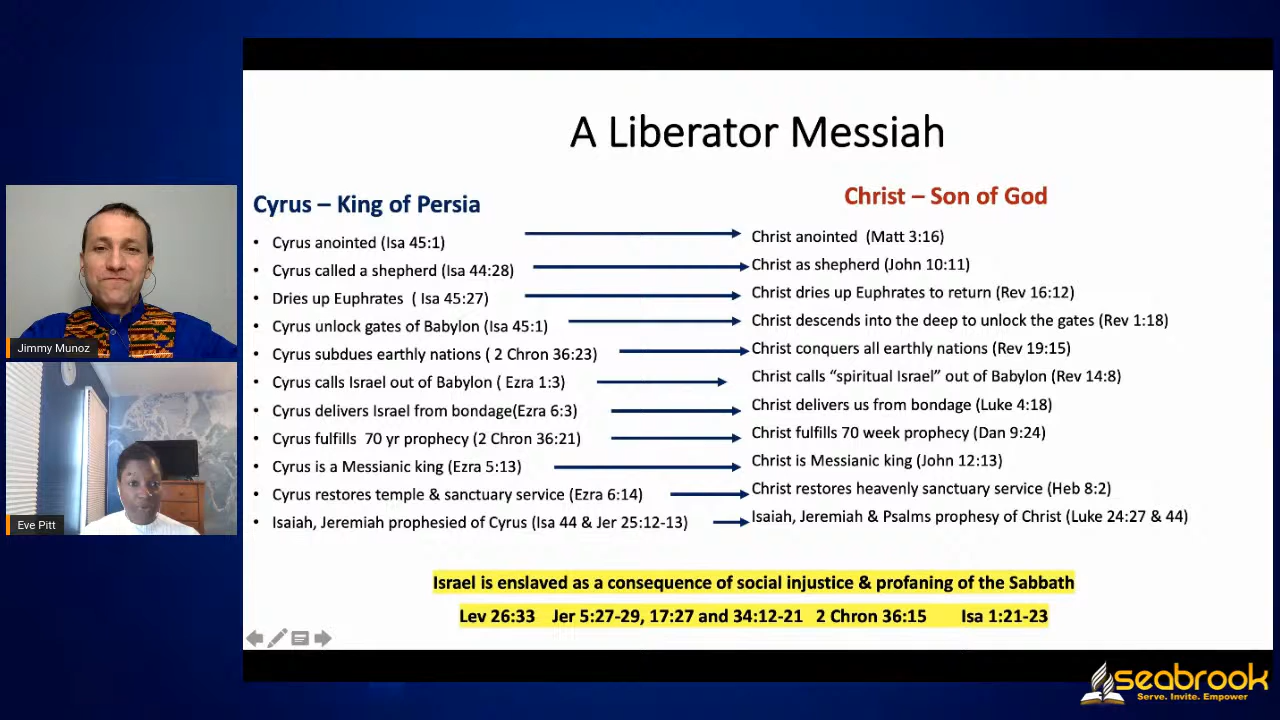 A Liberator Messiah
Cyrus – King of Persia
• Cyrus anointed (Isa 45:1)
• Cyrus called a shepherd (Isa 44:28)
• Dries up Euphrates ( Isa 45:27)
• Cyrus unlock gates of Babylon (Isa 45:1)
• Cyrus subdues earthly nations ( 2 Chron 36:23)
• Cyrus calls Israel out of Babylon ( Ezra 1:3)
• Cyrus delivers Israel from bondage(Ezra 6:3)
• Cyrus fulfills 70 yr prophecy (2 Chron 36:21)
• Cyrus is a Messianic king (Ezra 5:13)
• Cyrus restores temple & sanctuary service (Ezra 6:14)
• Isaiah, Jeremiah prophesied of Cyrus (Isa 44 & Jer 25:12-13)
Christ – Son of God
Christ anointed (Matt 3:16)
Christ as shepherd (John 10:11)
Christ dries up Euphrates to return (Rev 16:12)
Christ descends into the deep to unlock the gates (Rev 1:18)
Christ conquers all earthly nations (Rev 19:15)
Christ calls “spiritual Israel” out of Babylon (Rev 14:8)
Christ delivers us from bondage (Luke 4:18)
Christ fulfills 70 week prophecy (Dan 9:24)
Christ is Messianic king (John 12:13)
Christ restores heavenly sanctuary service (Heb 8:2)
Isaiah, Jeremiah & Psalms prophesy of Christ (Luke 24:27 & 44)
Israel is enslaved as a consequence of social injustice & profaning of the Sabbath
Lev 26:33 Jer 5:27-29, 17:27 and 34:12-21 2 Chron 36:15 Isa 1:21-23
Jimmy Munoz
Eve Pitt
seabrook
Serve. Invite. Empower